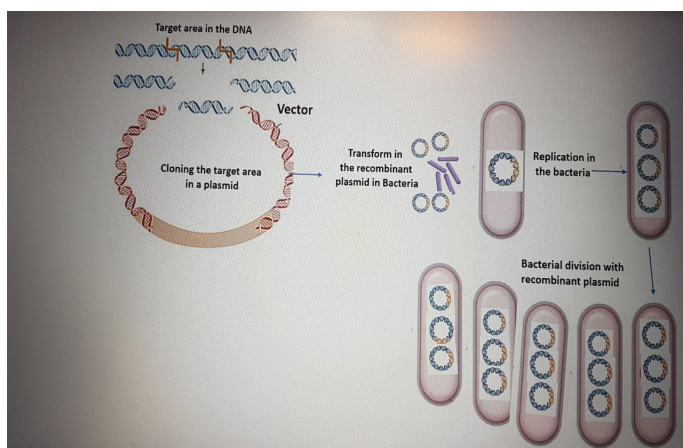 Target area in the DNA
Vector
Cloning the target area
in a plasmid
Transform in
the recombinant
plasmid in Bacteria
Replication in
the bacteria
Bacterial division with
recombinant plasmid